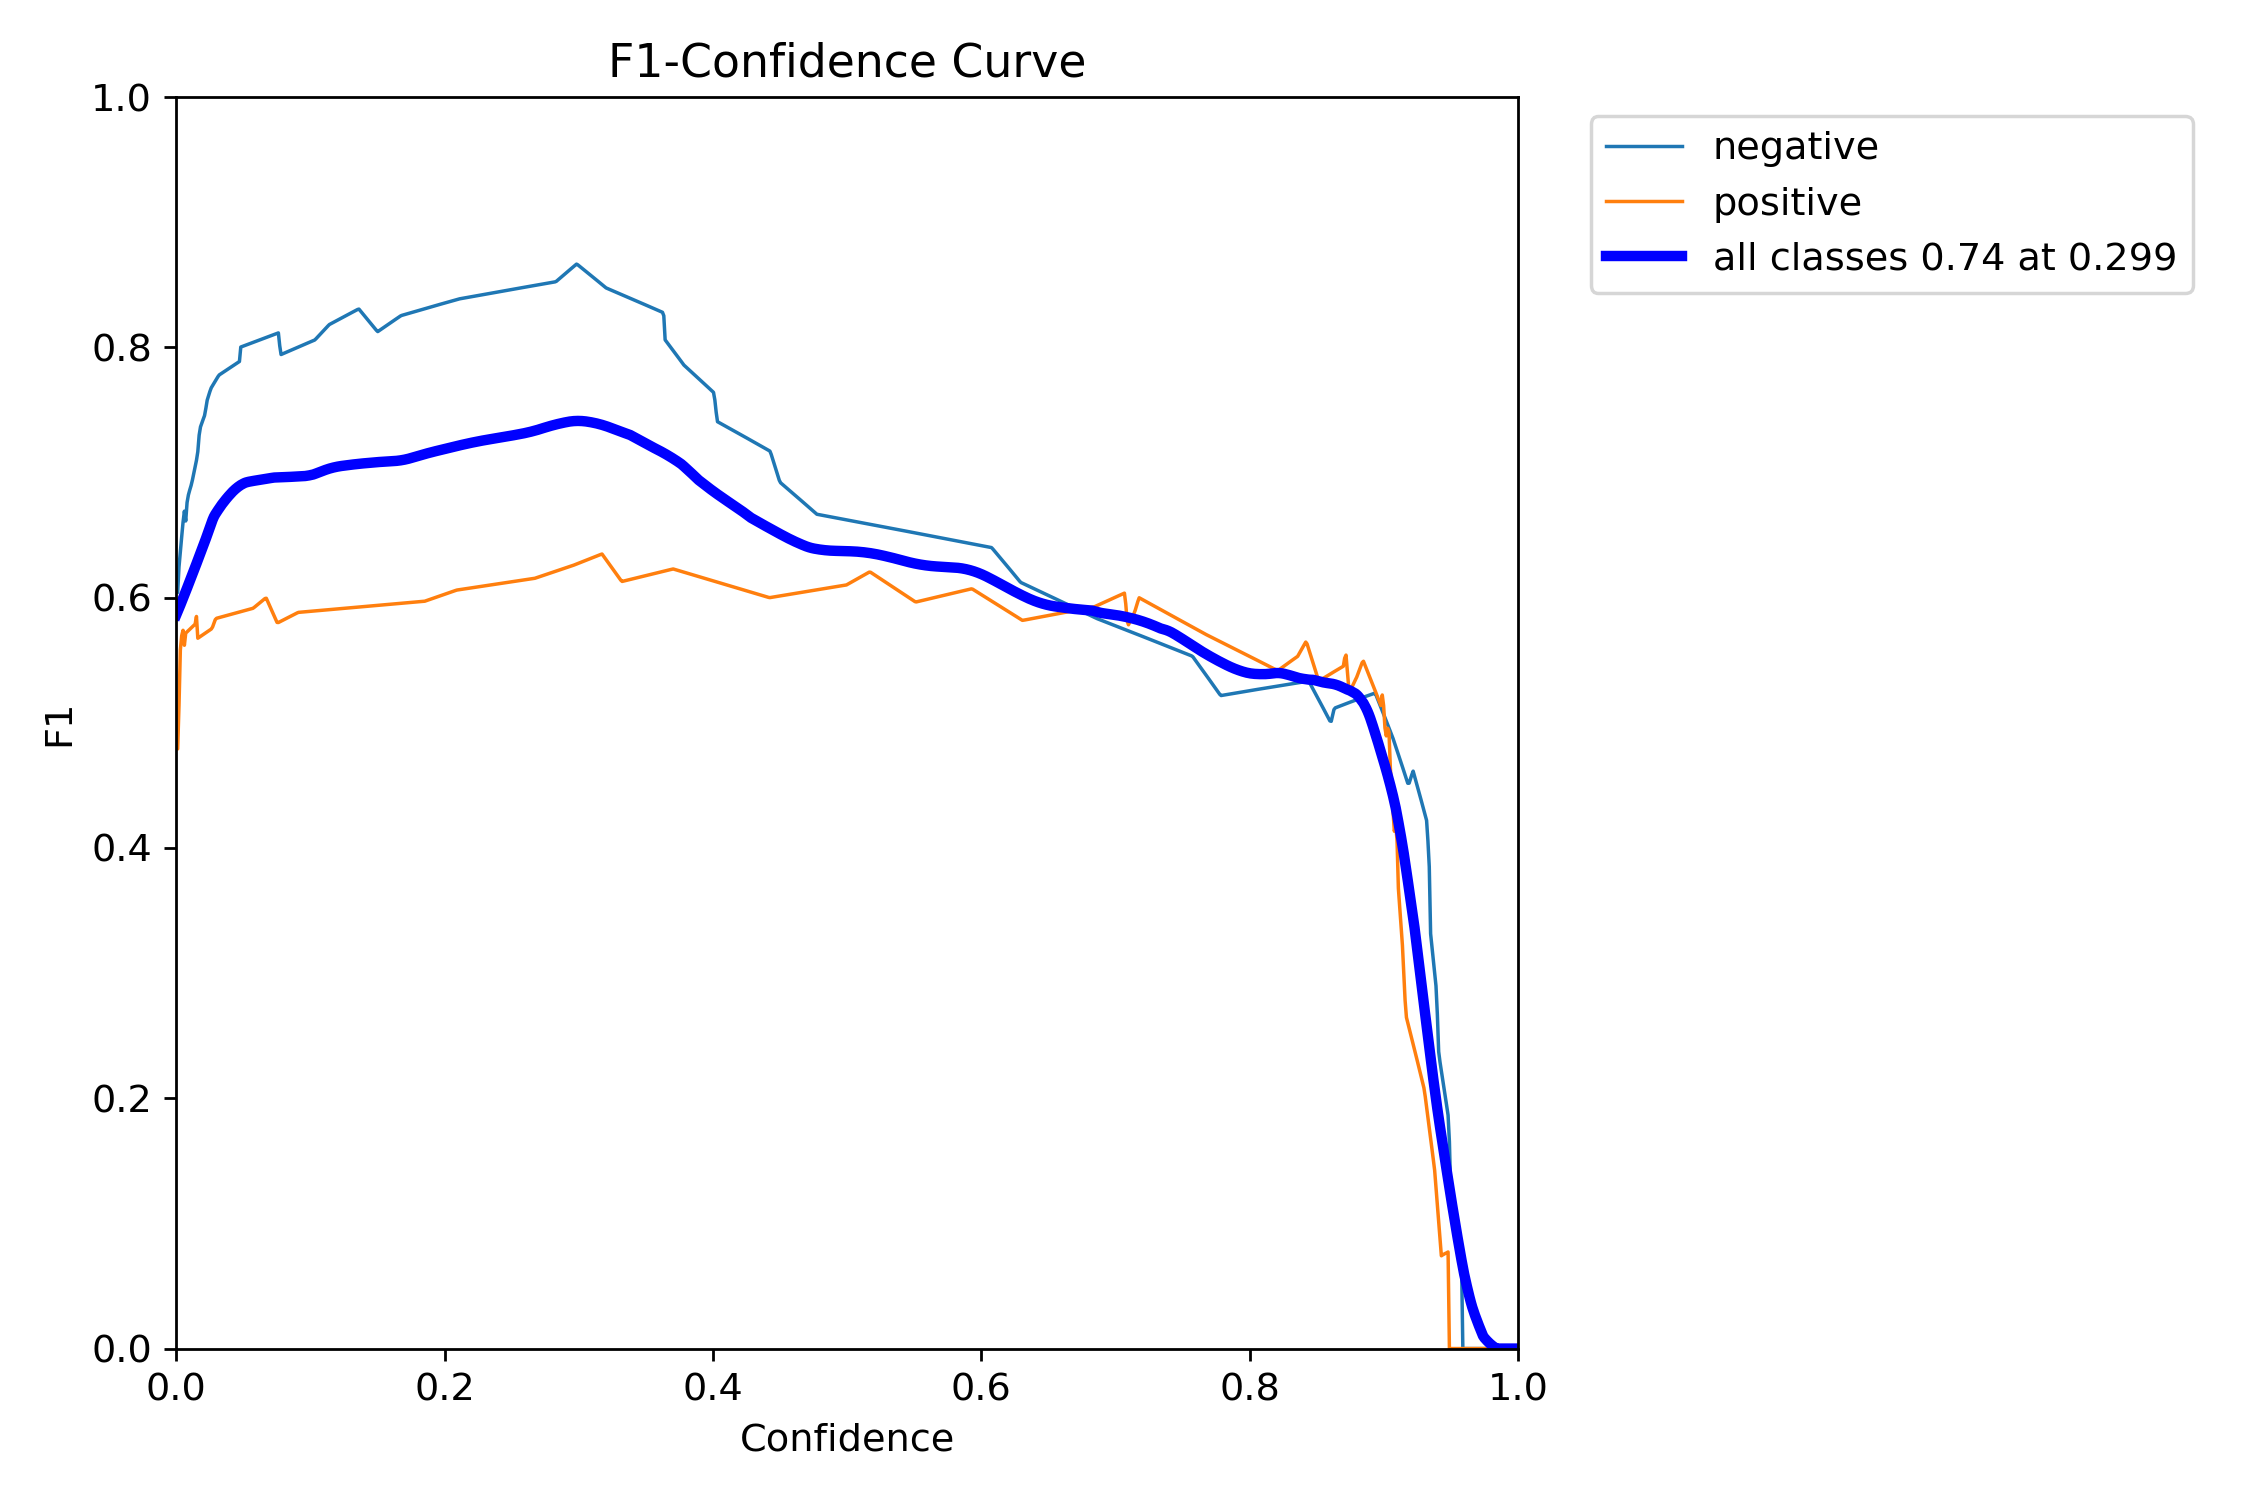 F1-Confidence Curve
1.0
0.8
0.6
0.4
0.2
0.0
F1
0.0 0.2 0.4 0.6 0.8 1.0
Confidence
negative
positive
all classes 0.74 at 0.299